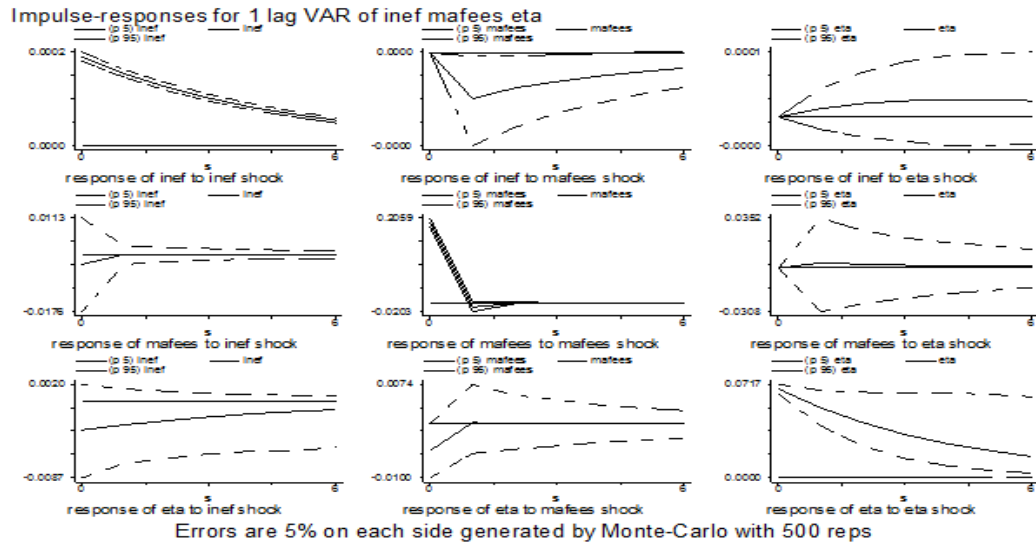 Impulse-responses for 1 lag VAR of inef mafees eta
(p 5) inef inef
(p 95) inef
0.0002
0.0000
0 6
s
response of inef to inef shock
(p 5) mafees mafees
(p 95) mafees
0.0000
-0.0000
0 6
s
response of inef to mafees shock
(p 5) eta eta
(p 95) eta
0.0001
-0.0000
0 6
s
response of inef to eta shock
(p 5) inef inef
(p 95) inef
0.0113
-0.0175
0 6
s
response of mafees to inef shock
(p 5) mafees mafees
(p 95) mafees
0.2059
-0.0203
0 6
s
response of mafees to mafees shock
(p 5) eta eta
(p 95) eta
0.0352
-0.0308
0 6
s
response of mafees to eta shock
(p 5) inef inef
(p 95) inef
0.0020
-0.0087
0 6
s
response of eta to inef shock
(p 5) mafees mafees
(p 95) mafees
0.0074
-0.0100
0 6
s
response of eta to mafees shock
(p 5) eta eta
(p 95) eta
0.0717
0.0000
0 6
s
response of eta to eta shock
Errors are 5% on each side generated by Monte-Carlo with 500 reps